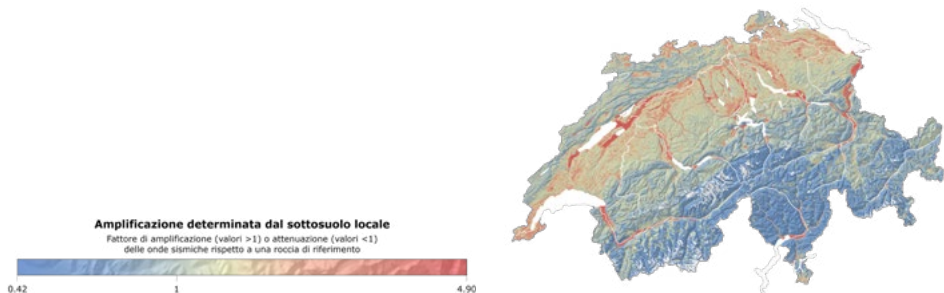 Amplificazione determinata dal sottosuolo locale
Fattore di amplificazione (valori >1) o attenuazione (valori <1)
delle onde sismiche rispetto a una roccia di riferimento
0.42 1 4.90